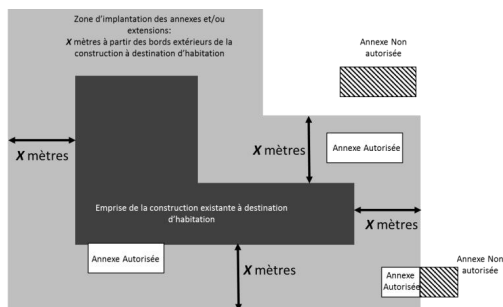 Zone d'implantation des annexes et/ou
extensions:
X mètres à partir des bords extérieurs de la
construction à destination d'habitation
Annexe Non
autorisée
X mètres
X mètres
Annexe Autorisée
Emprise de la construction existante à destination
d'habitation
X mètres
Annexe Autorisée
X mètres
Annexe
Autorisée
Annexe Non
autorisée